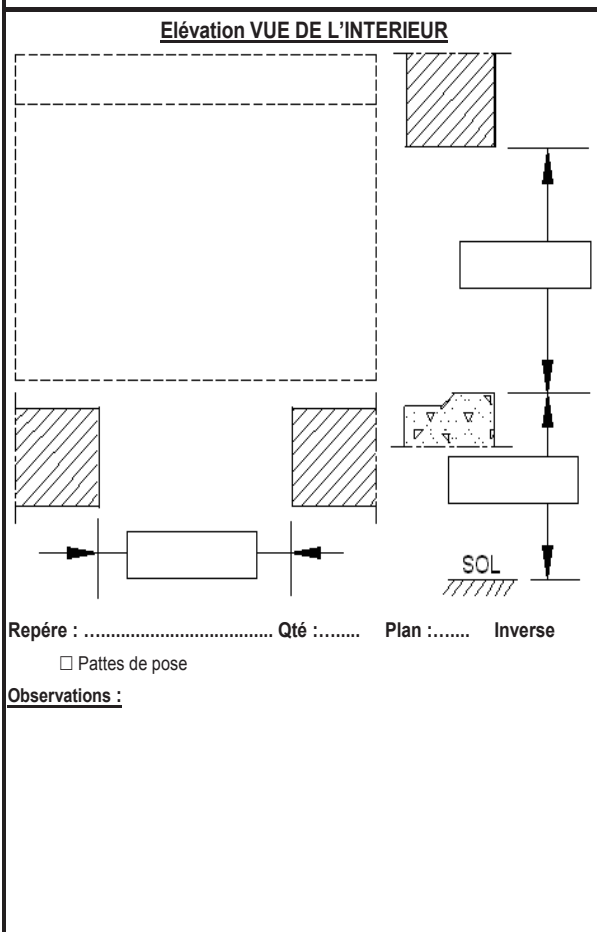 Elévation VUE DE L'INTERIEUR
SOL
Repére : ........................................ Qté :........ Plan :....... Inverse
☐ Pattes de pose
Observations :